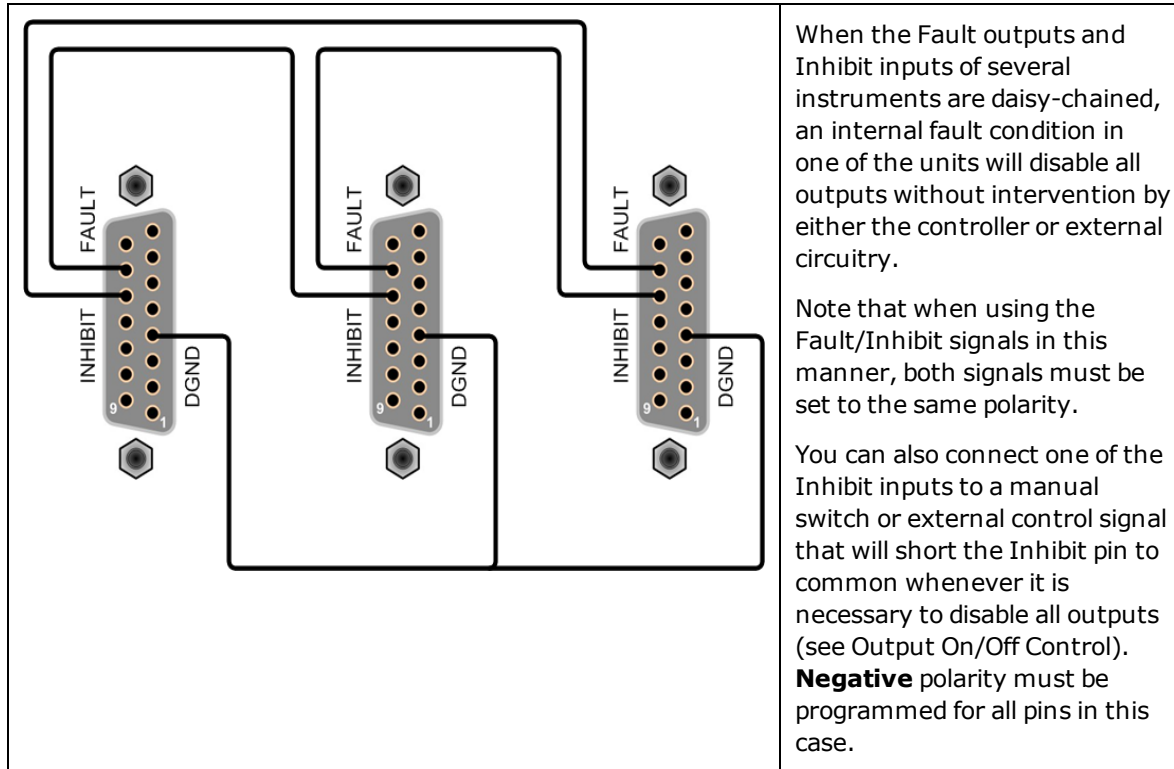 FAULT
INHIBIT
DGND
9
1
FAULT
INHIBIT
DGND
9
1
FAULT
INHIBIT
DGND
9
1
When the Fault outputs and
Inhibit inputs of several
instruments are daisy-chained,
an internal fault condition in
one of the units will disable all
outputs without intervention by
either the controller or external
circuitry.
Note that when using the
Fault/Inhibit signals in this
manner, both signals must be
set to the same polarity.
You can also connect one of the
Inhibit inputs to a manual
switch or external control signal
that will short the Inhibit pin to
common whenever it is
necessary to disable all outputs
(see Output On/Off Control).
Negative polarity must be
programmed for all pins in this
case.